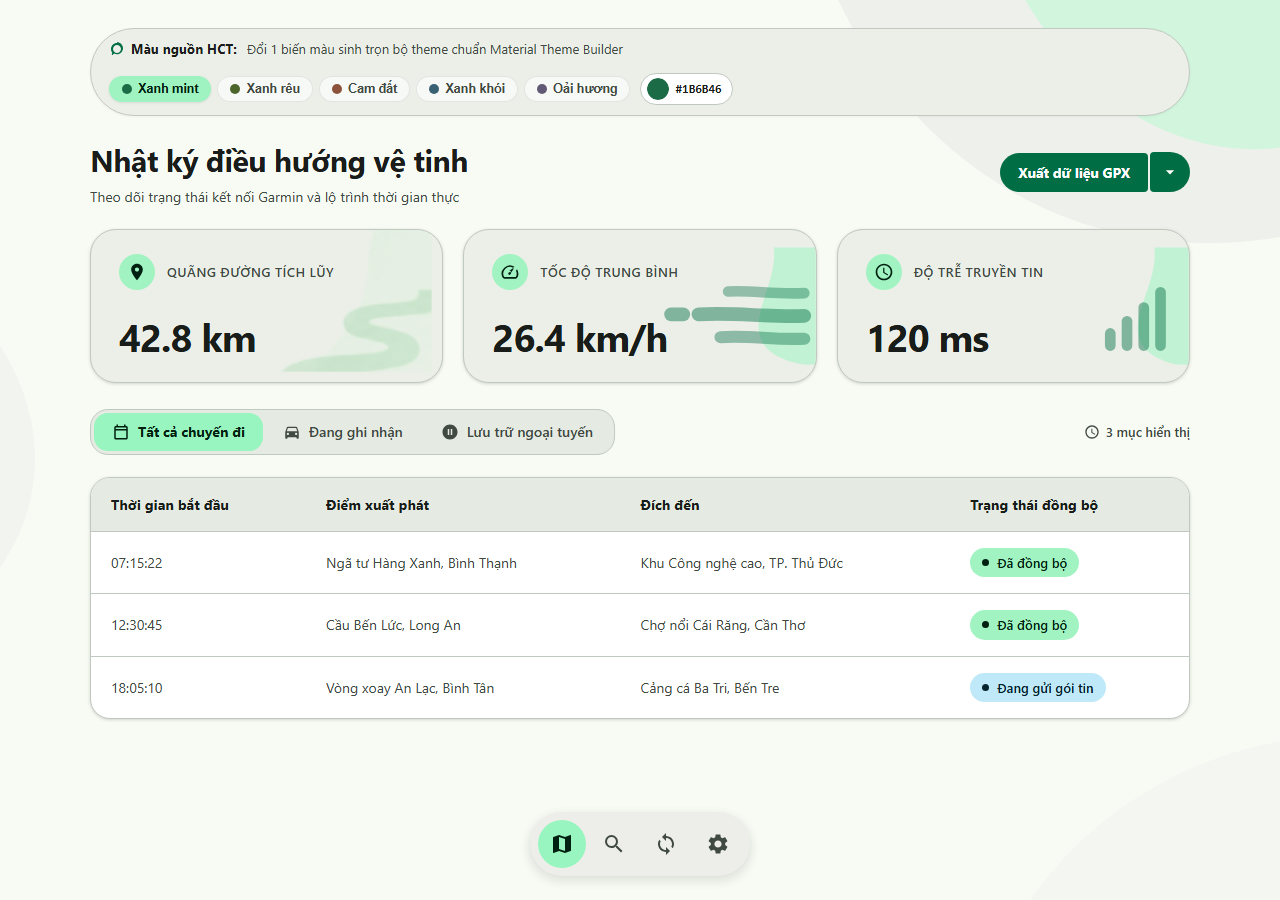 Màu nguồn HCT: Đổi 1 biến màu sinh trọn bộ theme chuẩn Material Theme Builder
Xanh mint Xanh rêu Cam đất Xanh khói Oải hương #1B6B46
Nhật ký điều hướng vệ tinh
Theo dõi trạng thái kết nối Garmin và lộ trình thời gian thực
Xuất dữ liệu GPX
QUÃNG ĐƯỜNG TÍCH LŨY
42.8 km
TỐC ĐỘ TRUNG BÌNH
26.4 km/h
ĐỘ TRỄ TRUYỀN TIN
120 ms
Tất cả chuyến đi Đang ghi nhận Lưu trữ ngoại tuyến 3 mục hiển thị
Thời gian bắt đầu Điểm xuất phát Đích đến Trạng thái đồng bộ
07:15:22 Ngã tư Hàng Xanh, Bình Thạnh Khu Công nghệ cao, TP. Thủ Đức Đã đồng bộ
12:30:45 Cầu Bến Lức, Long An Chợ nổi Cái Răng, Cần Thơ Đã đồng bộ
18:05:10 Vòng xoay An Lạc, Bình Tân Cảng cá Ba Tri, Bến Tre Đang gửi gói tin